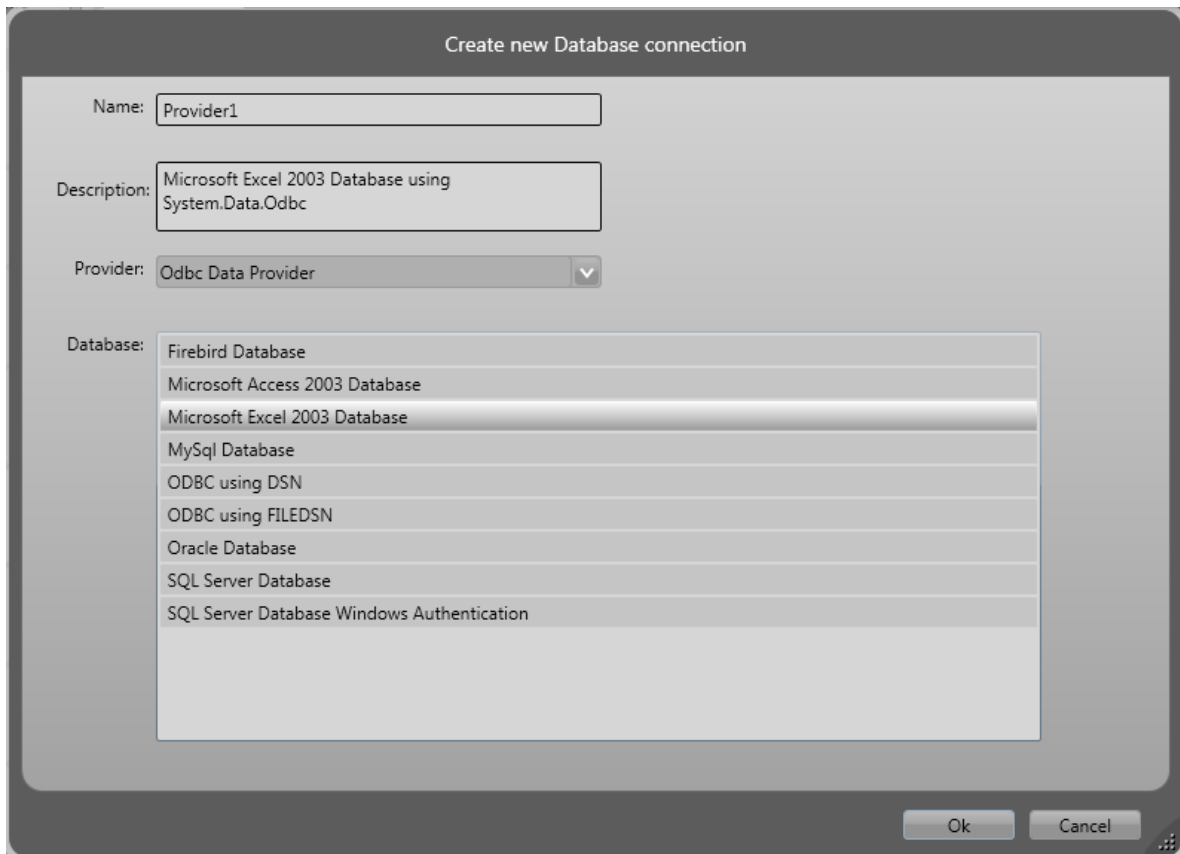 Create new Database connection
Name:
Provider1
Description:
Microsoft Excel 2003 Database using
System.Data.Odbc
Provider:
Odbc Data Provider
Database:
Firebird Database
Microsoft Access 2003 Database
Microsoft Excel 2003 Database
MySql Database
ODBC using DSN
ODBC using FILEDSN
Oracle Database
SQL Server Database
SQL Server Database Windows Authentication
Ok
Cancel